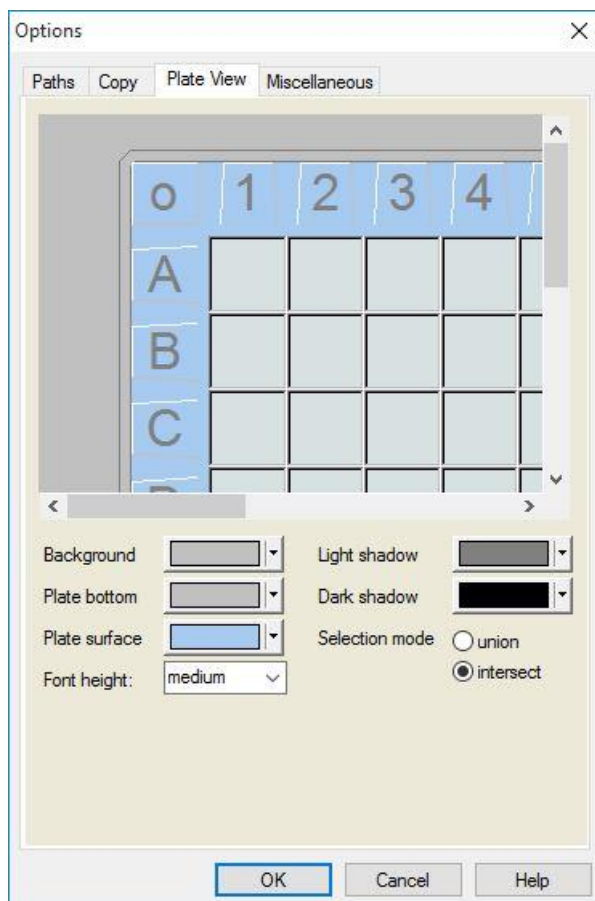 Options
Paths Copy Plate View Miscellaneous
o 1 2 3 4
A
B
C
Background Light shadow
Plate bottom Dark shadow
Plate surface Selection mode union
Font height: medium intersect
OK Cancel Help